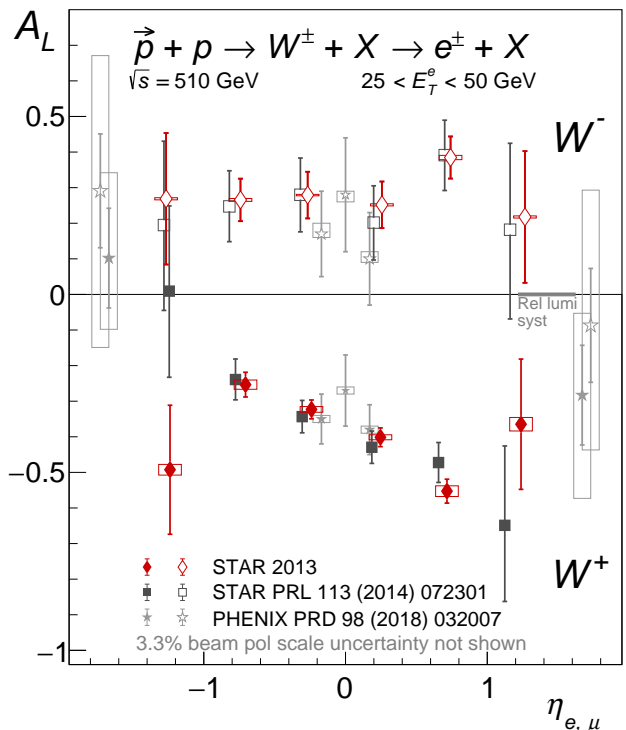 A_L
p + p → W± + X → e± + X
√s = 510 GeV
25 < E_T^e < 50 GeV
W⁻
0.5
0
Rel lumi
syst
−0.5
W⁺
STAR 2013
STAR PRL 113 (2014) 072301
PHENIX PRD 98 (2018) 032007
3.3% beam pol scale uncertainty not shown
−1
−1 0 1
η_{e, μ}